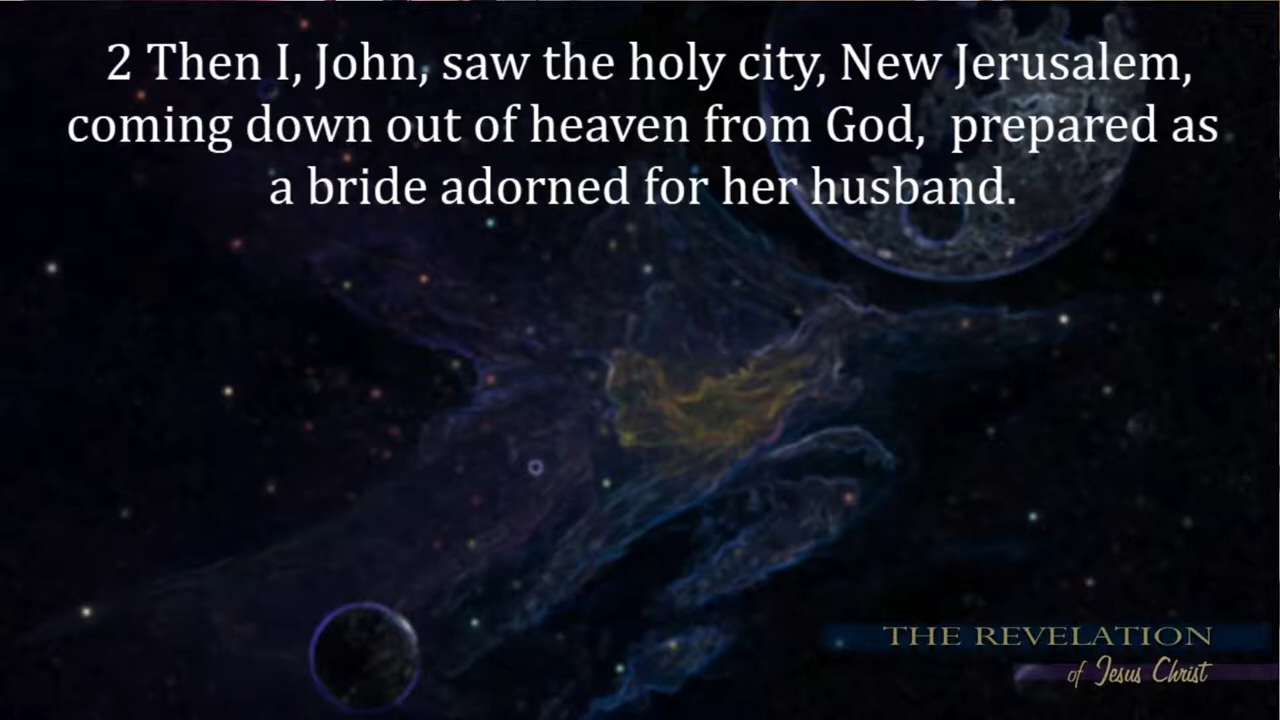 2 Then I, John, saw the holy city, New Jerusalem,
coming down out of heaven from God,  prepared as
a bride adorned for her husband.
THE REVELATION
of Jesus Christ